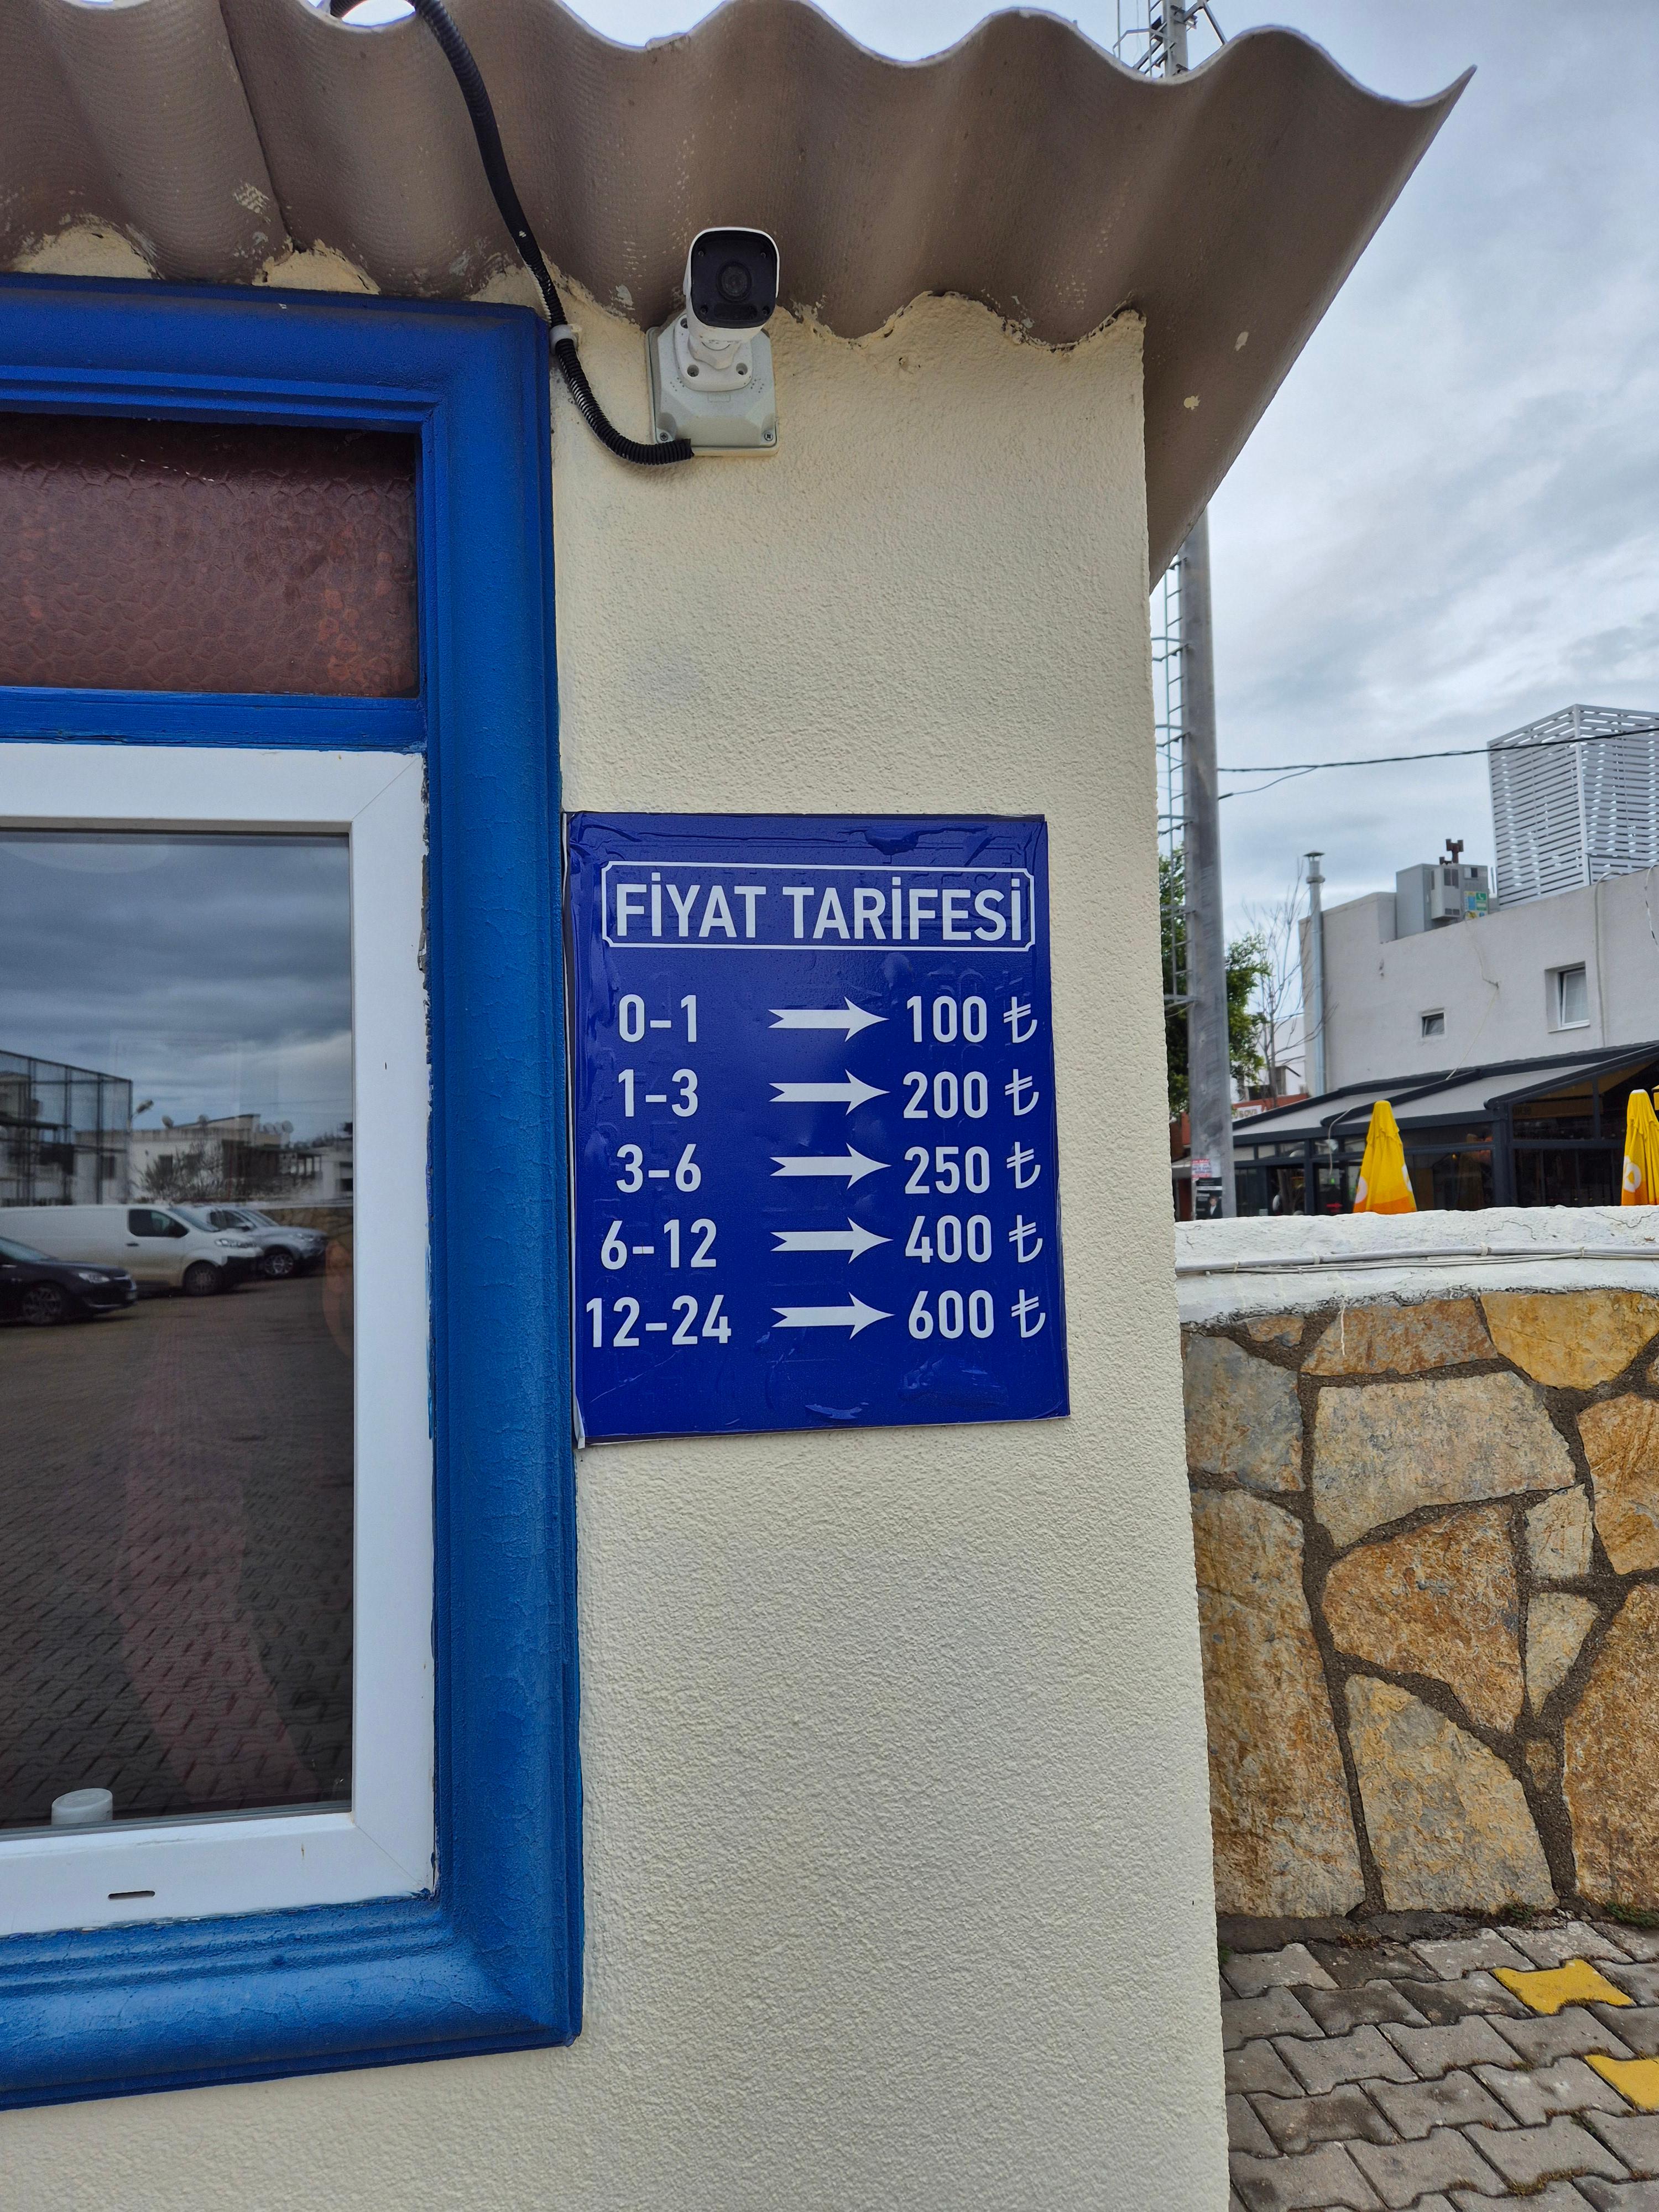 FİYAT TARİFESİ
0-1 → 100 ₺
1-3 → 200 ₺
3-6 → 250 ₺
6-12 → 400 ₺
12-24 → 600 ₺